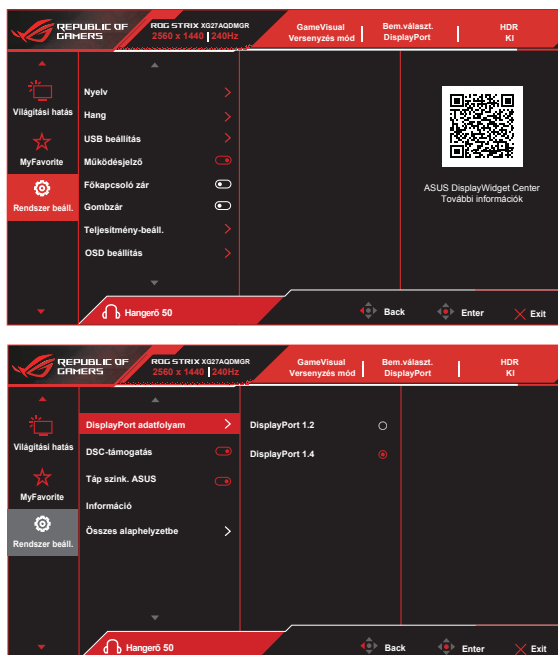 REPUBLIC OF
GAMERS
ROG STRIX XG27AQDMGR
2560 x 1440 240Hz
GameVisual
Versenyzés mód
Bem.választ.
DisplayPort
HDR
KI
Világítási hatás
MyFavorite
Rendszer beáll.
Nyelv
Hang
USB beállítás
Működésjelző
Főkapcsoló zár
Gombzár
Teljesítmény-beáll.
OSD beállítás
ASUS DisplayWidget Center
További információk
Hangerő 50
Back
Enter
Exit
REPUBLIC OF
GAMERS
ROG STRIX XG27AQDMGR
2560 x 1440 240Hz
GameVisual
Versenyzés mód
Bem.választ.
DisplayPort
HDR
KI
Világítási hatás
MyFavorite
Rendszer beáll.
DisplayPort adatfolyam
DSC-támogatás
Táp szink. ASUS
Információ
Összes alaphelyzetbe
DisplayPort 1.2
DisplayPort 1.4
Hangerő 50
Back
Enter
Exit